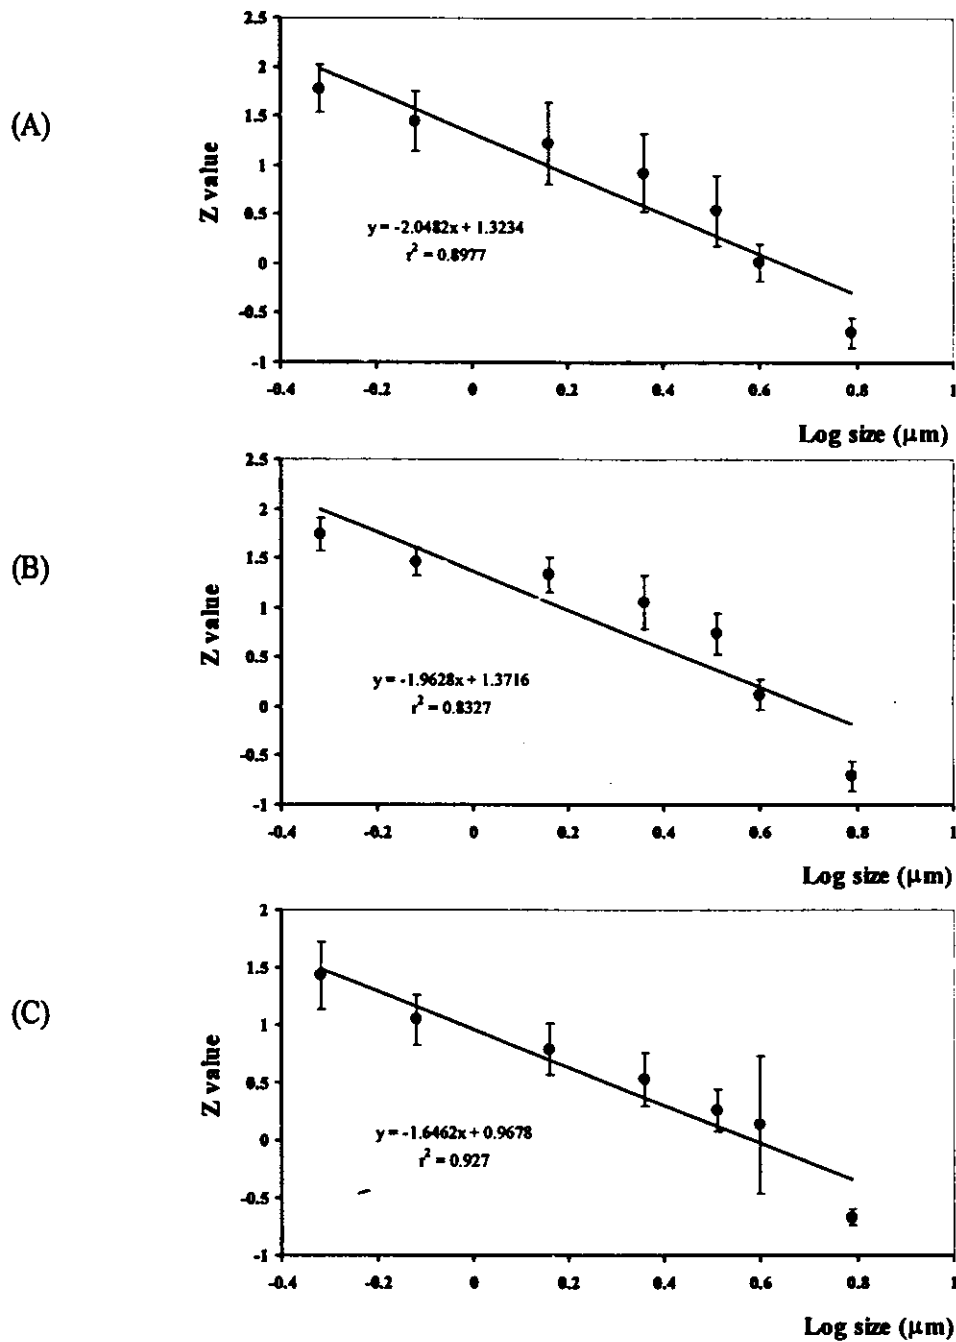 (A)
Z value
2.5
2
1.5
1
0.5
0
-0.5
-1
y = -2.0482x + 1.3234
r² = 0.8977
-0.4 -0.2 0 0.2 0.4 0.6 0.8 1
Log size (μm)
(B)
Z value
2.5
2
1.5
1
0.5
0
-0.5
-1
y = -1.9628x + 1.3716
r² = 0.8327
-0.4 -0.2 0 0.2 0.4 0.6 0.8 1
Log size (μm)
(C)
Z value
2
1.5
1
0.5
0
-0.5
-1
y = -1.6462x + 0.9678
r² = 0.927
-0.4 -0.2 0 0.2 0.4 0.6 0.8 1
Log size (μm)